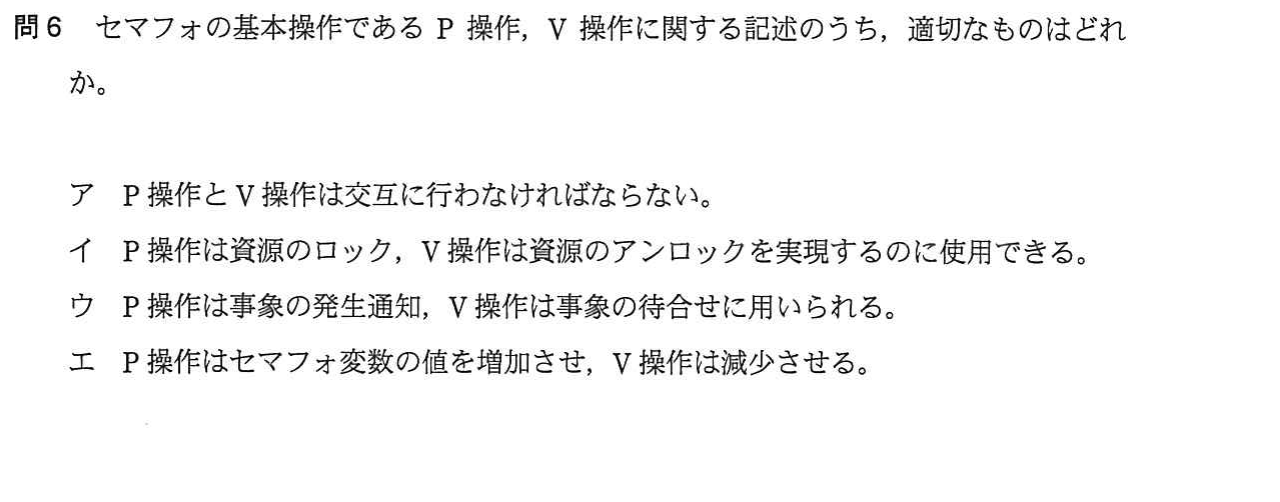 問6 セマフォの基本操作である P 操作，V 操作に関する記述のうち，適切なものはどれ
か。
ア P 操作と V 操作は交互に行わなければならない。
イ P 操作は資源のロック，V 操作は資源のアンロックを実現するのに使用できる。
ウ P 操作は事象の発生通知，V 操作は事象の待合せに用いられる。
エ P 操作はセマフォ変数の値を増加させ，V 操作は減少させる。